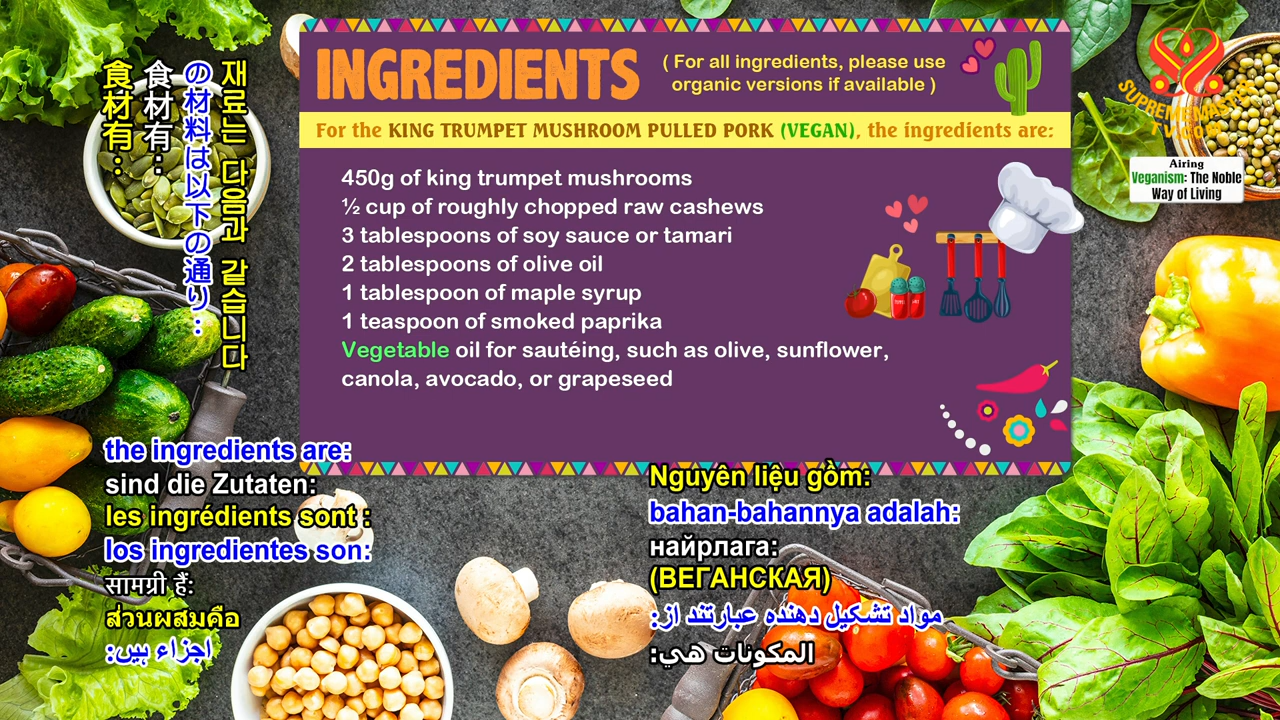 INGREDIENTS
( For all ingredients, please use
organic versions if available )
For the KING TRUMPET MUSHROOM PULLED PORK (VEGAN), the ingredients are:
450g of king trumpet mushrooms
½ cup of roughly chopped raw cashews
3 tablespoons of soy sauce or tamari
2 tablespoons of olive oil
1 tablespoon of maple syrup
1 teaspoon of smoked paprika
Vegetable oil for sautéing, such as olive, sunflower,
canola, avocado, or grapeseed
SUPREMEMASTER
TV.COM
Airing
Veganism: The Noble
Way of Living
재료는 다음과 같습니다
の材料は以下の通り：
食材有：
食材有：
the ingredients are:
sind die Zutaten:
les ingrédients sont :
los ingredientes son:
सामग्री हैं:
ส่วนผสมคือ
اجزاء ہیں:
Nguyên liệu gồm:
bahan-bahannya adalah:
найрлага:
(ВЕГАНСКАЯ)
مواد تشکیل دهنده عبارتند از:
المكونات هي: